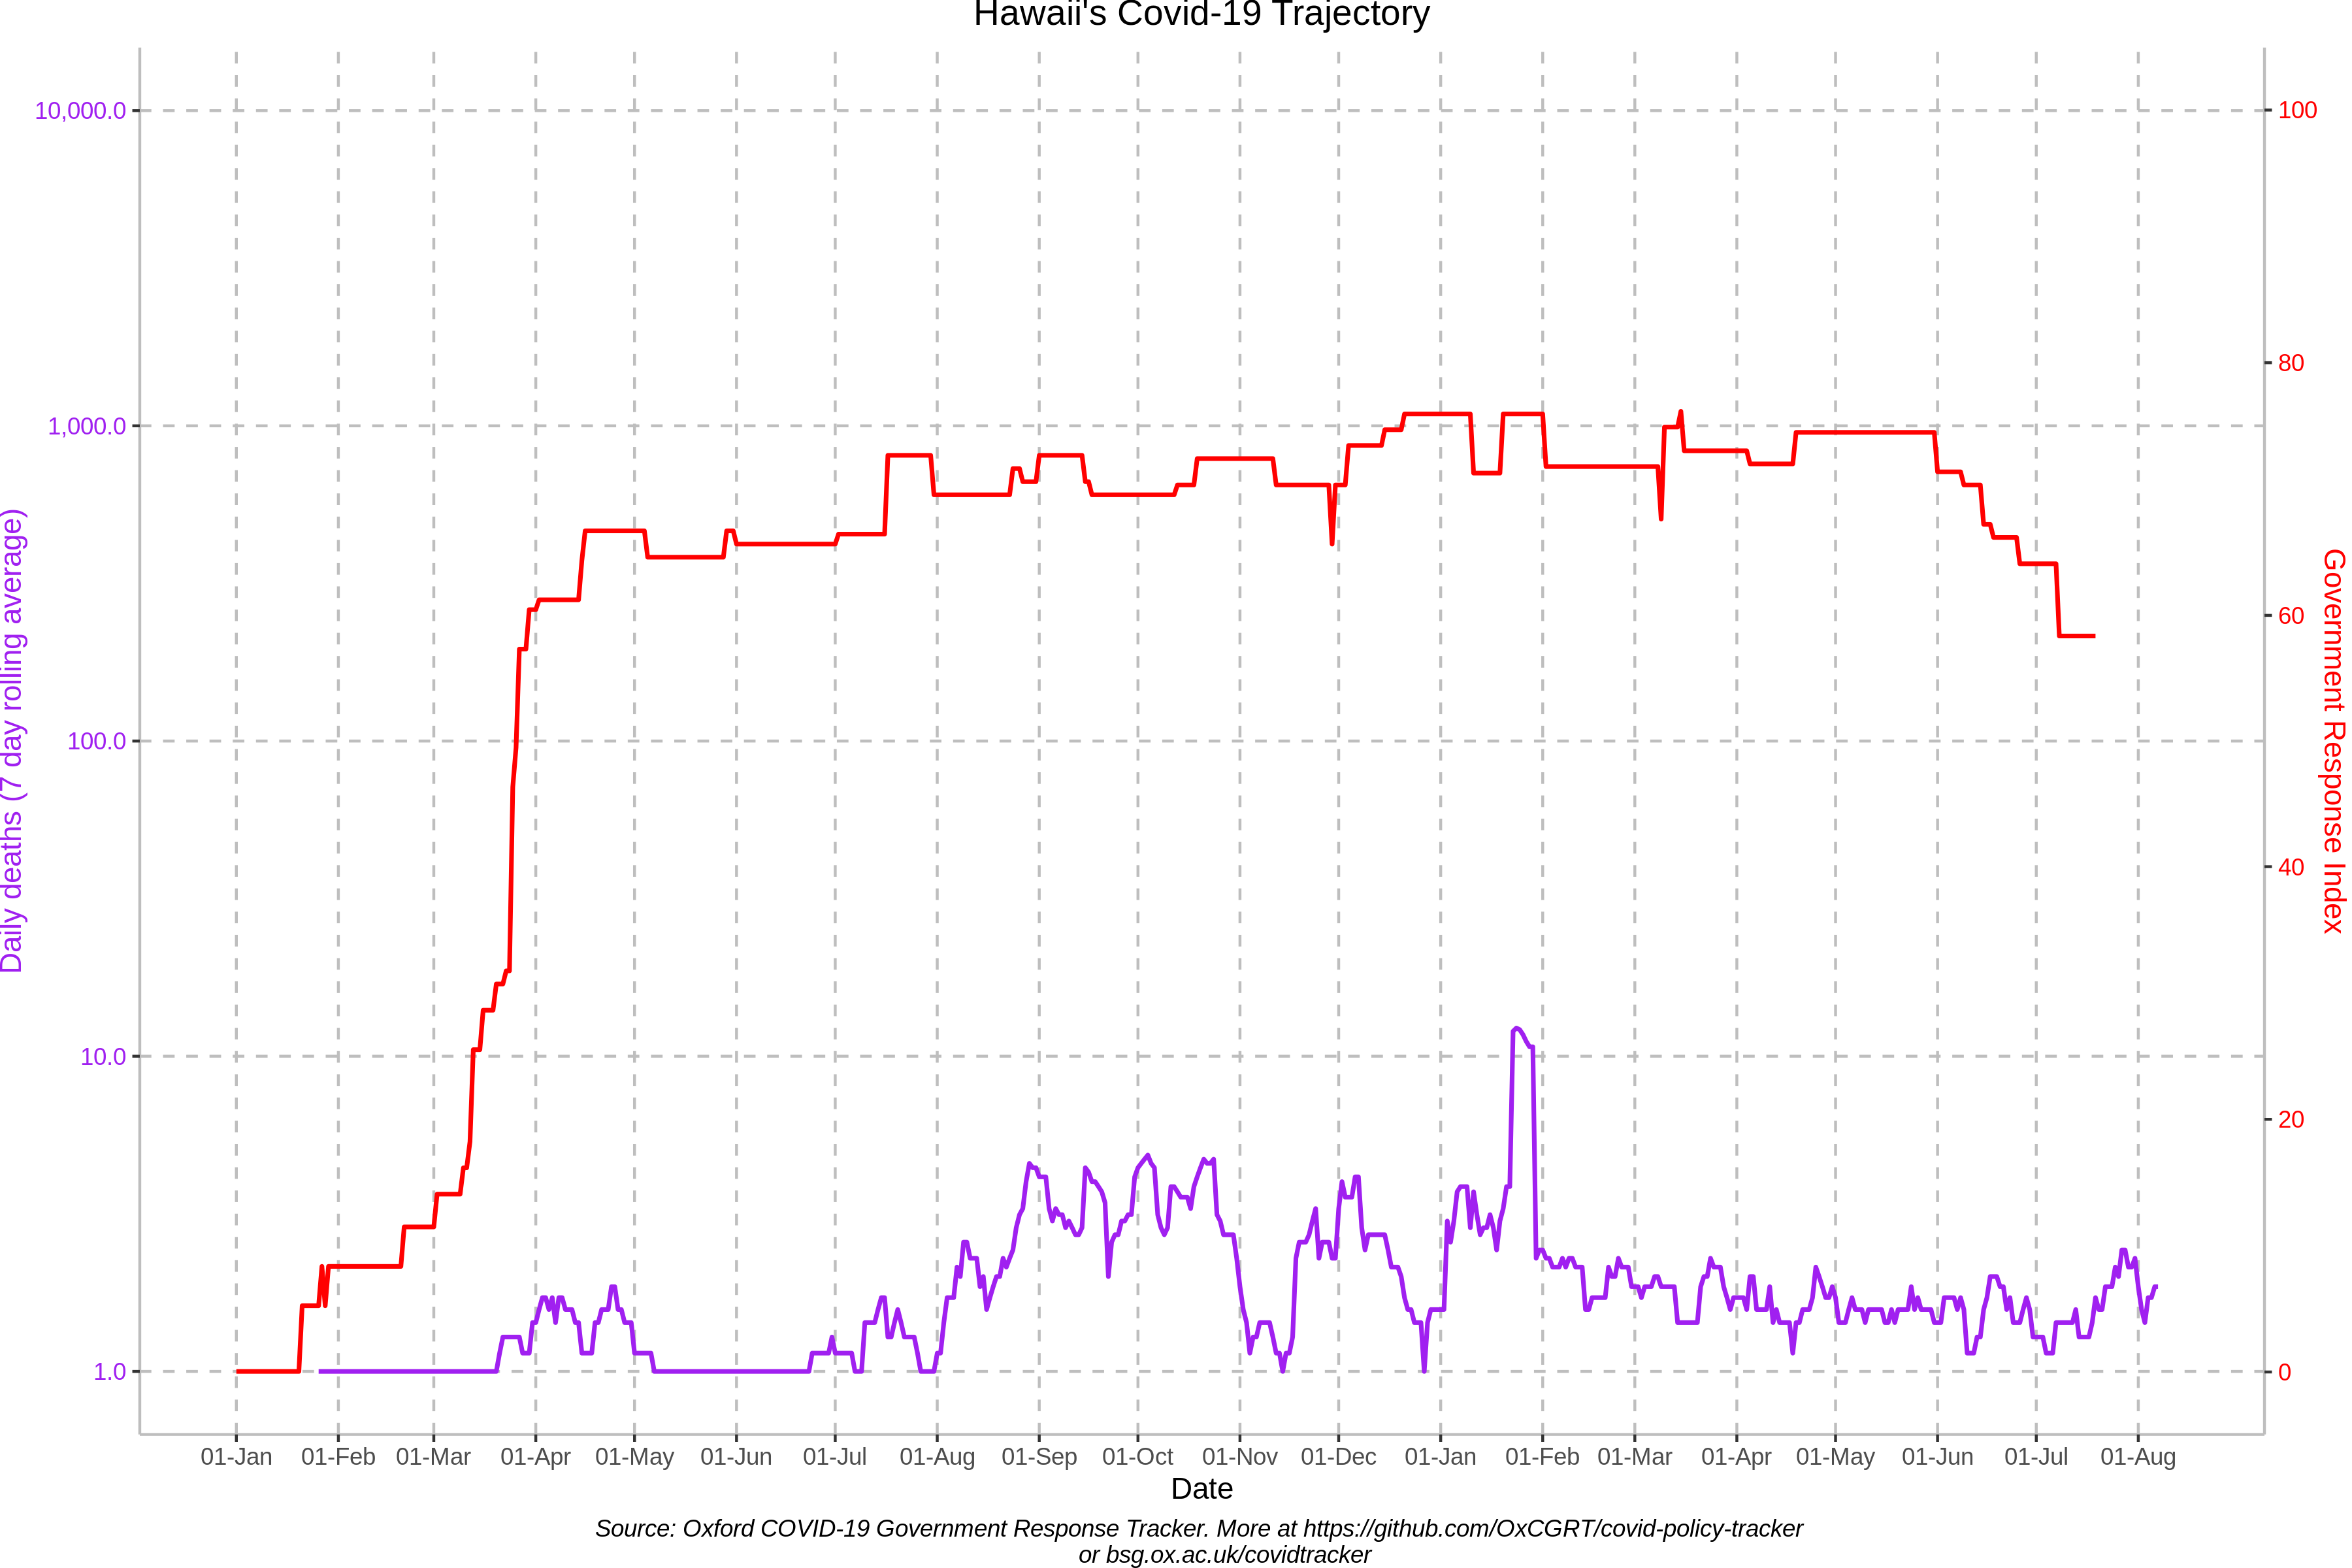 Hawaii's Covid-19 Trajectory
10,000.0
1,000.0
100.0
10.0
1.0
Daily deaths (7 day rolling average)
100
80
60
40
20
0
Government Response Index
01-Jan 01-Feb 01-Mar 01-Apr 01-May 01-Jun 01-Jul 01-Aug 01-Sep 01-Oct 01-Nov 01-Dec 01-Jan 01-Feb 01-Mar 01-Apr 01-May 01-Jun 01-Jul 01-Aug
Date
Source: Oxford COVID-19 Government Response Tracker. More at https://github.com/OxCGRT/covid-policy-tracker
or bsg.ox.ac.uk/covidtracker